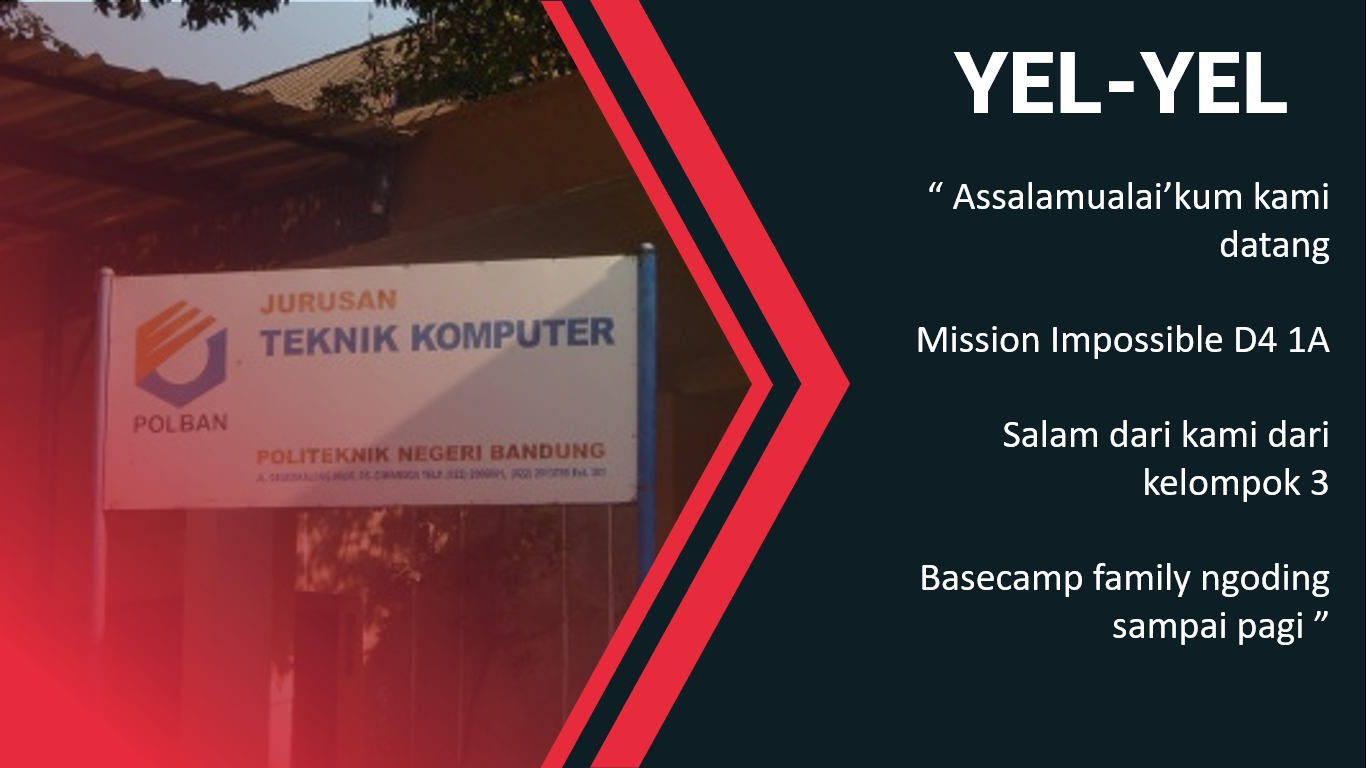 YEL-YEL
“ Assalamualai’kum kami
datang
Mission Impossible D4 1A
Salam dari kami dari
kelompok 3
Basecamp family ngoding
sampai pagi ”
JURUSAN
TEKNIK KOMPUTER
POLBAN
POLITEKNIK NEGERI BANDUNG